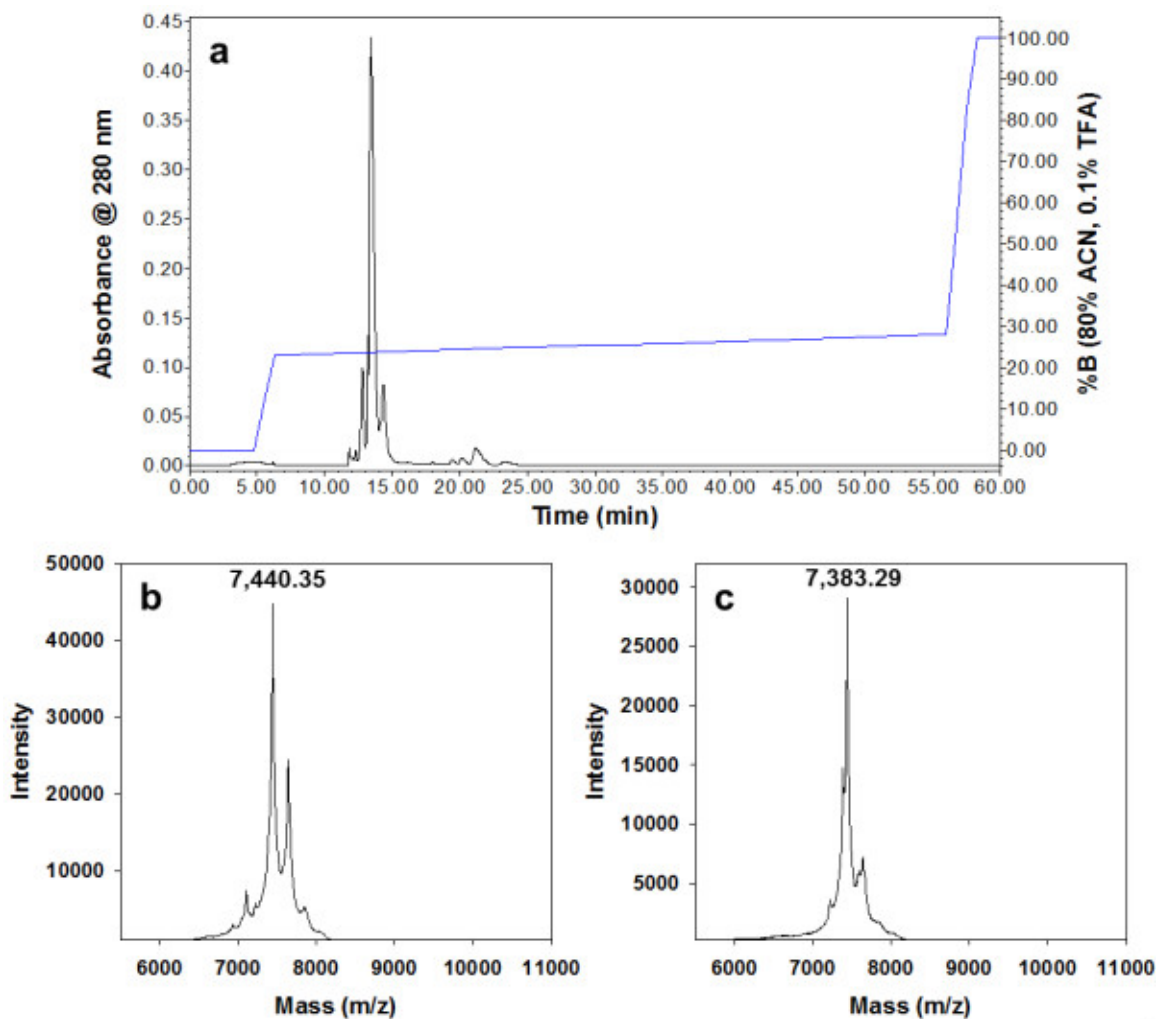 a
Absorbance @ 280 nm
0.45
0.40
0.35
0.30
0.25
0.20
0.15
0.10
0.05
0.00
100.00
90.00
80.00
70.00
60.00
50.00
40.00
30.00
20.00
10.00
0.00
%B (80% ACN, 0.1% TFA)
0.00 5.00 10.00 15.00 20.00 25.00 30.00 35.00 40.00 45.00 50.00 55.00 60.00
Time (min)
b
7,440.35
Intensity
50000
40000
30000
20000
10000
6000 7000 8000 9000 10000 11000
Mass (m/z)
c
7,383.29
Intensity
30000
25000
20000
15000
10000
5000
6000 7000 8000 9000 10000 11000
Mass (m/z)